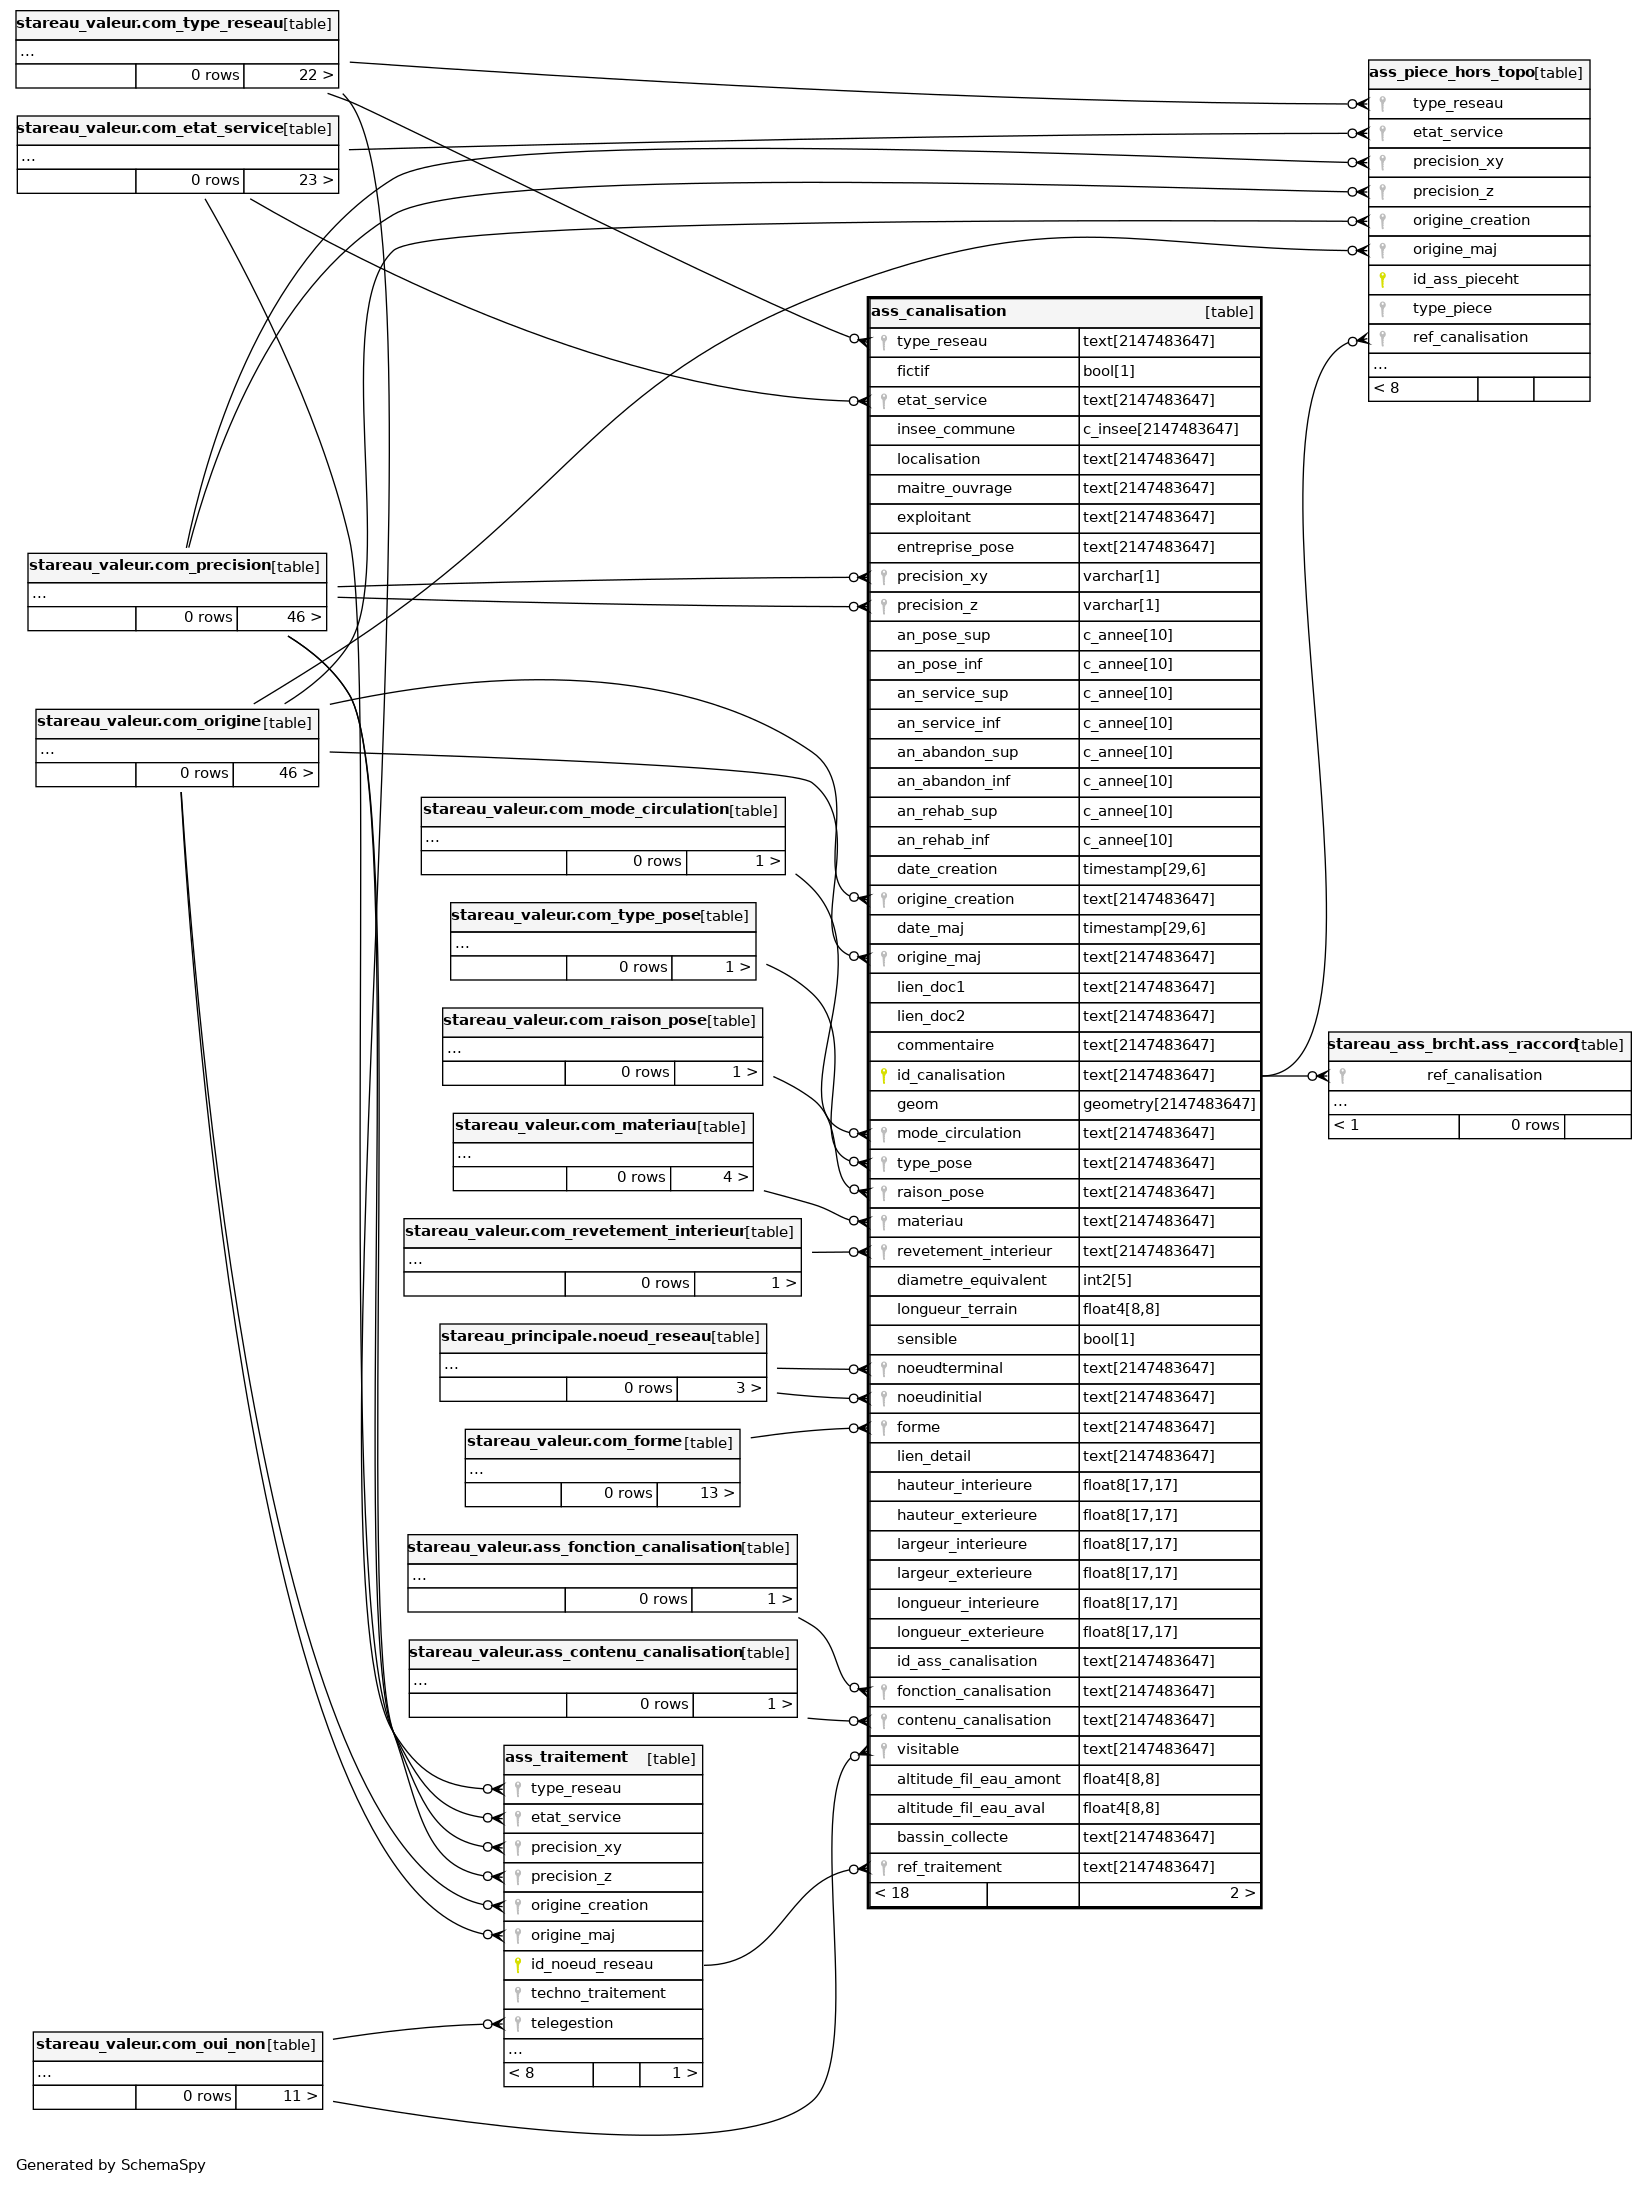 stareau_valeur.com_type_reseau [table]
...
0 rows 22 >
stareau_valeur.com_etat_service [table]
...
0 rows 23 >
ass_piece_hors_topo [table]
type_reseau
etat_service
precision_xy
precision_z
origine_creation
origine_maj
id_ass_pieceht
type_piece
ref_canalisation
...
< 8
stareau_valeur.com_precision [table]
...
0 rows 46 >
stareau_valeur.com_origine [table]
...
0 rows 46 >
stareau_valeur.com_mode_circulation [table]
...
0 rows 1 >
stareau_valeur.com_type_pose [table]
...
0 rows 1 >
stareau_valeur.com_raison_pose [table]
...
0 rows 1 >
stareau_valeur.com_materiau [table]
...
0 rows 4 >
stareau_valeur.com_revetement_interieur [table]
...
0 rows 1 >
stareau_principale.noeud_reseau [table]
...
0 rows 3 >
stareau_valeur.com_forme [table]
...
0 rows 13 >
stareau_valeur.ass_fonction_canalisation [table]
...
0 rows 1 >
stareau_valeur.ass_contenu_canalisation [table]
...
0 rows 1 >
ass_canalisation [table]
type_reseau text[2147483647]
fictif bool[1]
etat_service text[2147483647]
insee_commune c_insee[2147483647]
localisation text[2147483647]
maitre_ouvrage text[2147483647]
exploitant text[2147483647]
entreprise_pose text[2147483647]
precision_xy varchar[1]
precision_z varchar[1]
an_pose_sup c_annee[10]
an_pose_inf c_annee[10]
an_service_sup c_annee[10]
an_service_inf c_annee[10]
an_abandon_sup c_annee[10]
an_abandon_inf c_annee[10]
an_rehab_sup c_annee[10]
an_rehab_inf c_annee[10]
date_creation timestamp[29,6]
origine_creation text[2147483647]
date_maj timestamp[29,6]
origine_maj text[2147483647]
lien_doc1 text[2147483647]
lien_doc2 text[2147483647]
commentaire text[2147483647]
id_canalisation text[2147483647]
geom geometry[2147483647]
mode_circulation text[2147483647]
type_pose text[2147483647]
raison_pose text[2147483647]
materiau text[2147483647]
revetement_interieur text[2147483647]
diametre_equivalent int2[5]
longueur_terrain float4[8,8]
sensible bool[1]
noeudterminal text[2147483647]
noeudinitial text[2147483647]
forme text[2147483647]
lien_detail text[2147483647]
hauteur_interieure float8[17,17]
hauteur_exterieure float8[17,17]
largeur_interieure float8[17,17]
largeur_exterieure float8[17,17]
longueur_interieure float8[17,17]
longueur_exterieure float8[17,17]
id_ass_canalisation text[2147483647]
fonction_canalisation text[2147483647]
contenu_canalisation text[2147483647]
visitable text[2147483647]
altitude_fil_eau_amont float4[8,8]
altitude_fil_eau_aval float4[8,8]
bassin_collecte text[2147483647]
ref_traitement text[2147483647]
< 18 2 >
stareau_ass_brcht.ass_raccord [table]
ref_canalisation
...
< 1 0 rows
ass_traitement [table]
type_reseau
etat_service
precision_xy
precision_z
origine_creation
origine_maj
id_noeud_reseau
techno_traitement
telegestion
...
< 8 1 >
stareau_valeur.com_oui_non [table]
...
0 rows 11 >
Generated by SchemaSpy